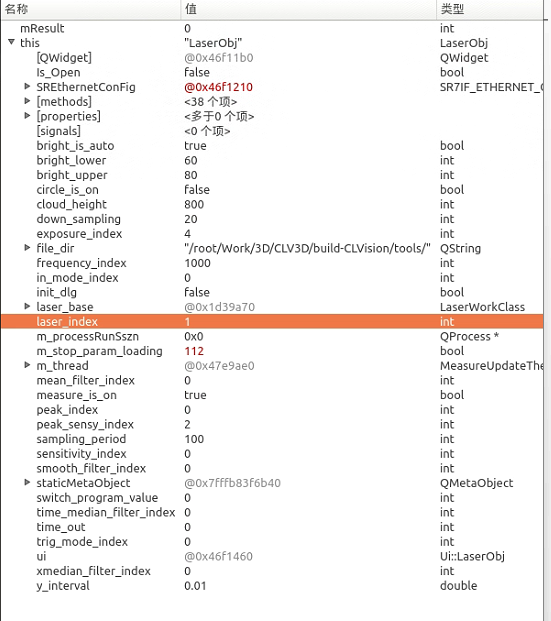 名称 值 类型
mResult 0 int
this "LaserObj" LaserObj
[QWidget] @0x46f11b0 QWidget
Is_Open false bool
SREthernetConFig @0x46f1210 SR7IF_ETHERNET_C
[methods] <38 个项>
[properties] <多于0 个项>
[signals] <0 个项>
bright_is_auto true bool
bright_lower 60 int
bright_upper 80 int
circle_is_on false bool
cloud_height 800 int
down_sampling 20 int
exposure_index 4 int
file_dir "/root/Work/3D/CLV3D/build-CLVision/tools/" QString
frequency_index 1000 int
in_mode_index 0 int
init_dlg false bool
laser_base @0x1d39a70 LaserWorkClass
laser_index 1 int
m_processRunSszn 0x0 QProcess *
m_stop_param_loading 112 bool
m_thread @0x47e9ae0 MeasureUpdateThe
mean_filter_index 0 int
measure_is_on true bool
peak_index 0 int
peak_sensy_index 2 int
sampling_period 100 int
sensitivity_index 0 int
smooth_filter_index 0 int
staticMetaObject @0x7fffb83f6b40 QMetaObject
switch_program_value 0 int
time_median_filter_index 0 int
time_out 0 int
trig_mode_index 0 int
ui @0x46f1460 Ui::LaserObj
xmedian_filter_index 0 int
y_interval 0.01 double